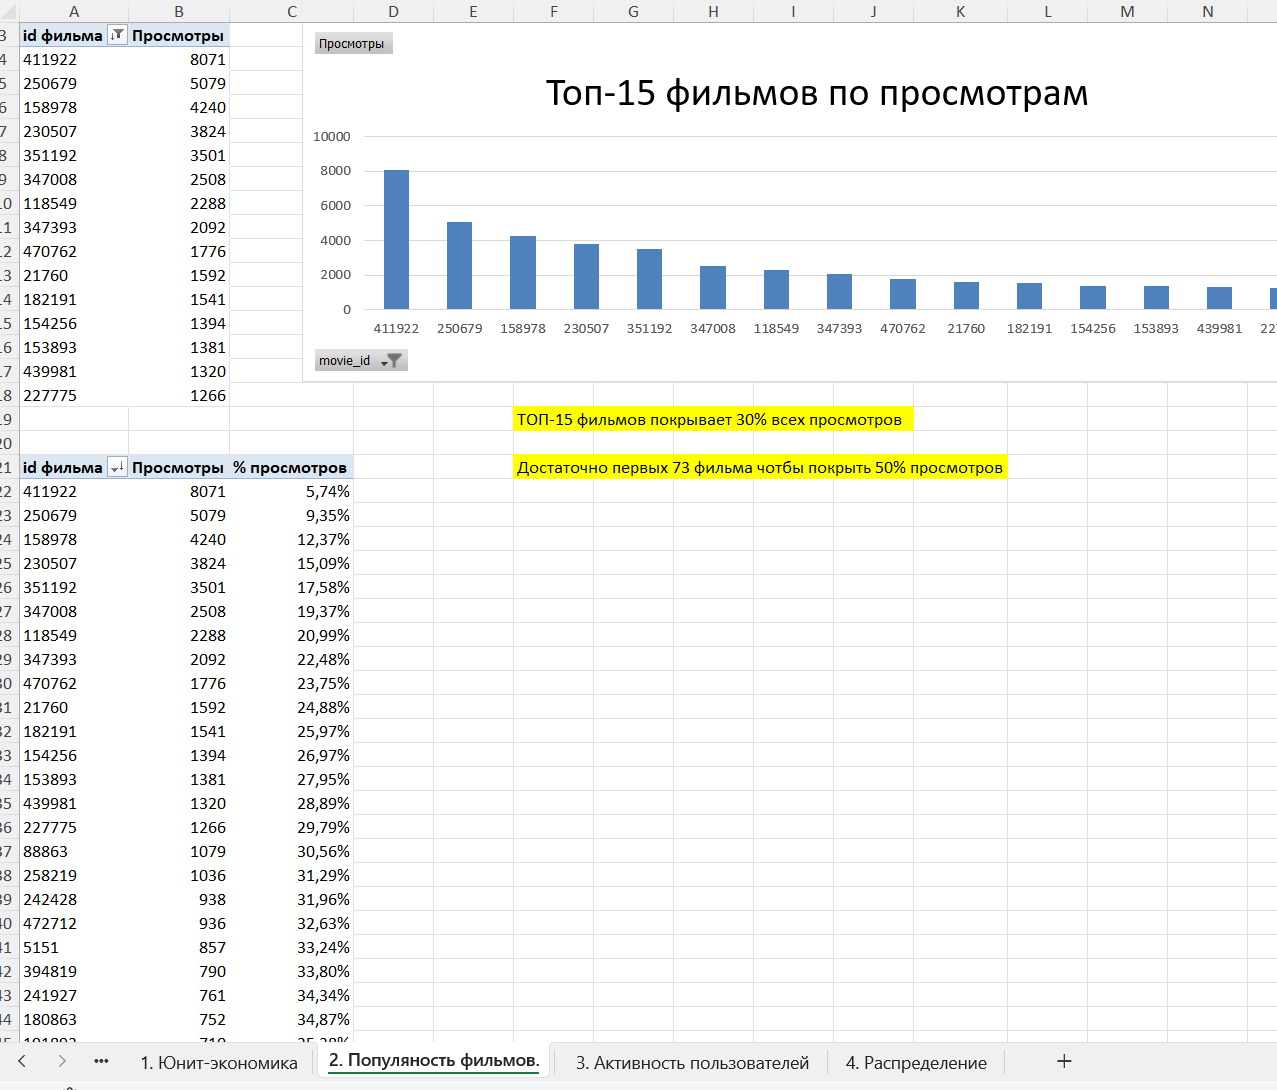 A B C D E F G H I J K L M N
3 id фильма Просмотры
4 411922 8071
5 250679 5079
6 158978 4240
7 230507 3824
8 351192 3501
9 347008 2508
10 118549 2288
11 347393 2092
12 470762 1776
13 21760 1592
14 182191 1541
15 154256 1394
16 153893 1381
17 439981 1320
18 227775 1266
Просмотры
Топ-15 фильмов по просмотрам
10000
8000
6000
4000
2000
0
411922 250679 158978 230507 351192 347008 118549 347393 470762 21760 182191 154256 153893 439981 227
movie_id
19 ТОП-15 фильмов покрывает 30% всех просмотров
20
21 id фильма Просмотры % просмотров Достаточно первых 73 фильма чотбы покрыть 50% просмотров
22 411922 8071 5,74%
23 250679 5079 9,35%
24 158978 4240 12,37%
25 230507 3824 15,09%
26 351192 3501 17,58%
27 347008 2508 19,37%
28 118549 2288 20,99%
29 347393 2092 22,48%
30 470762 1776 23,75%
31 21760 1592 24,88%
32 182191 1541 25,97%
33 154256 1394 26,97%
34 153893 1381 27,95%
35 439981 1320 28,89%
36 227775 1266 29,79%
37 88863 1079 30,56%
38 258219 1036 31,29%
39 242428 938 31,96%
40 472712 936 32,63%
41 5151 857 33,24%
42 394819 790 33,80%
43 241927 761 34,34%
44 180863 752 34,87%
1. Юнит-экономика 2. Популяность фильмов. 3. Активность пользователей 4. Распределение